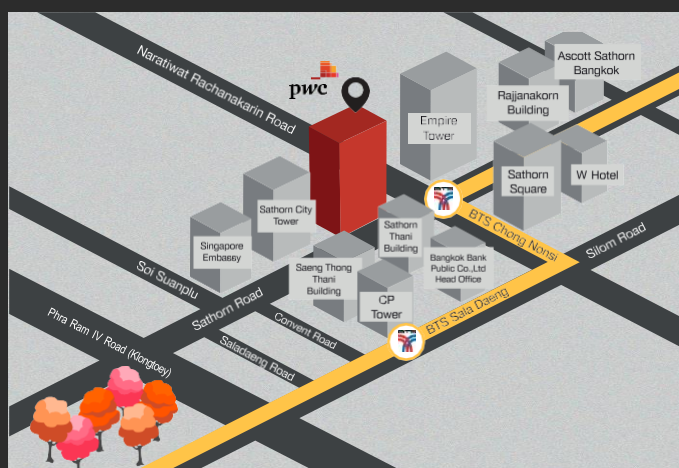 Naratiwat Rachanakarin Road
pwc
Ascott Sathorn
Bangkok
Rajjanakorn
Building
Empire
Tower
Sathorn
Square
W Hotel
Sathorn City
Tower
Singapore
Embassy
Sathorn
Thani
Building
Saeng Thong
Thani
Building
Bangkok Bank
Public Co.,Ltd
Head Office
CP
Tower
BTS Chong Nonsi
Silom Road
BTS Sala Daeng
Soi Suanplu
Sathorn Road
Convent Road
Saladaeng Road
Phra Ram IV Road (Klongtoey)